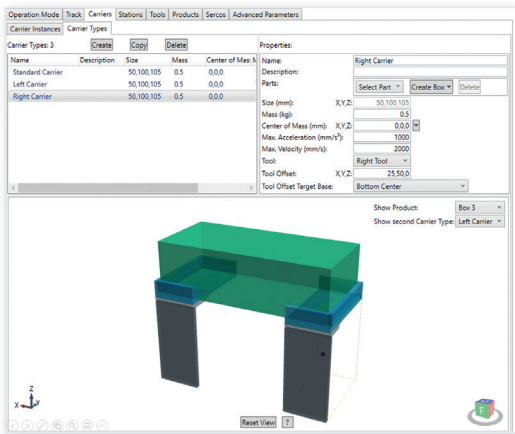 Operation Mode Track Carriers Stations Tools Products Sercos Advanced Parameters
Carrier Instances Carrier Types
Carrier Types: 3 Create Copy Delete
Name Description Size Mass Center of Mass M
Standard Carrier 50,100,105 0.5 0,0,0
Left Carrier 50,100,105 0.5 0,0,0
Right Carrier 50,100,105 0.5 0,0,0
Properties:
Name: Right Carrier
Description:
Parts: Select Part Create Box Delete
Size (mm): X,Y,Z: 50,100,105
Mass (kg): 0.5
Center of Mass (mm): X,Y,Z: 0,0,0
Max. Acceleration (mm/s²): 1000
Max. Velocity (mm/s): 2000
Tool: Right Tool
Tool Offset: X,Y,Z: 25,50,0
Tool Offset Target Base: Bottom Center
Show Product: Box 3
Show second Carrier Type: Left Carrier
Z
X Y
F
Reset View ?